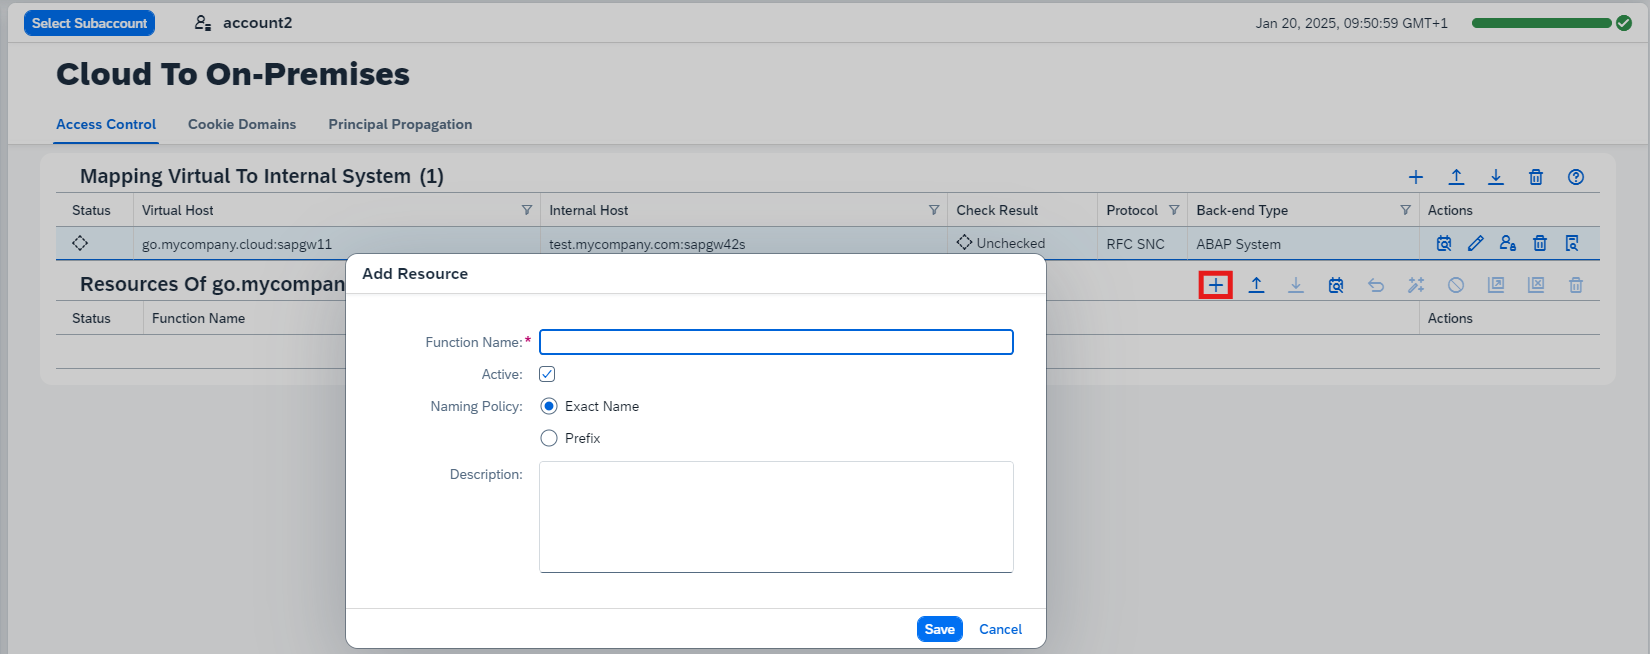 Select Subaccount account2 Jan 20, 2025, 09:50:59 GMT+1
Cloud To On-Premises
Access Control Cookie Domains Principal Propagation
Mapping Virtual To Internal System (1)
Status Virtual Host Internal Host Check Result Protocol Back-end Type Actions
go.mycompany.cloud:sapgw11 test.mycompany.com:sapgw42s Unchecked RFC SNC ABAP System
Resources Of go.mycompan
Status Function Name Actions
Add Resource
Function Name:*
Active:
Naming Policy: Exact Name
Prefix
Description:
Save Cancel